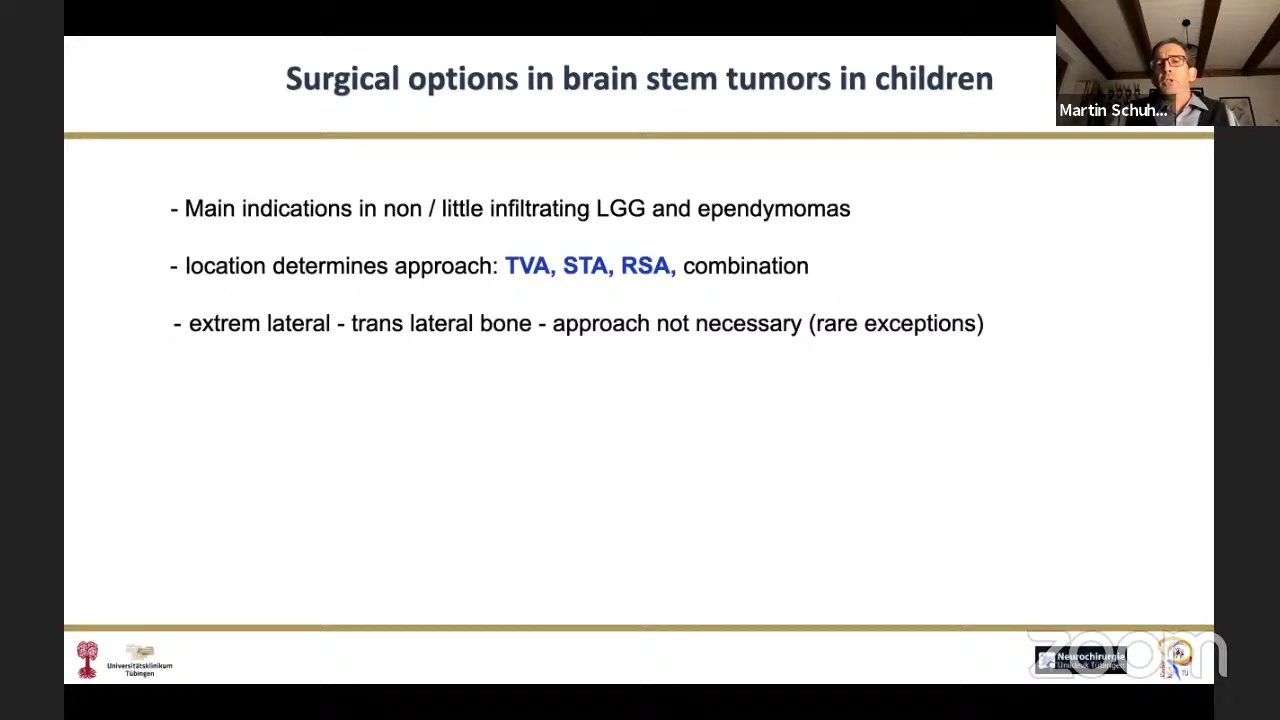 Surgical options in brain stem tumors in children
Martin Schuh...
- Main indications in non / little infiltrating LGG and ependymomas
- location determines approach: TVA, STA, RSA, combination
- extrem lateral - trans lateral bone - approach not necessary (rare exceptions)
Universitätsklinikum
Tübingen
Neurochirurgie
Uniklinik Tübingen
zoom